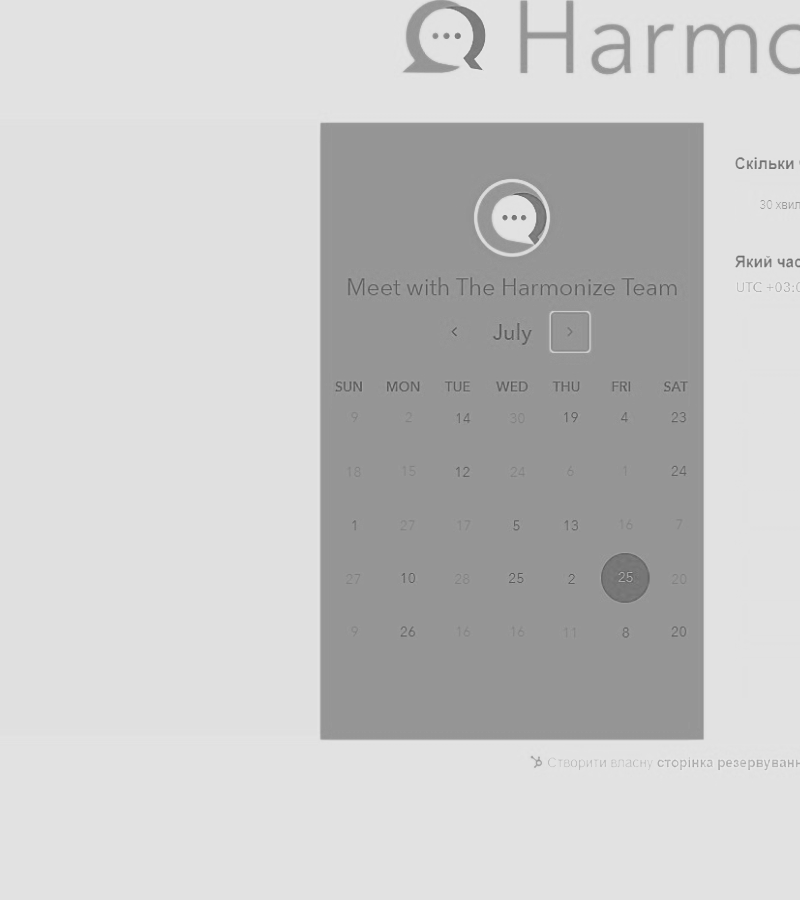 Harmo
Скільки
30 хвил
Який час
UTC +03:0
Meet with The Harmonize Team
July
SUN MON TUE WED THU FRI SAT
9 2 14 30 19 4 23
18 15 12 24 6 1 24
1 27 17 5 13 16 7
27 10 28 25 2 25 20
9 26 16 16 11 8 20
Створити власну сторінка резервуванн